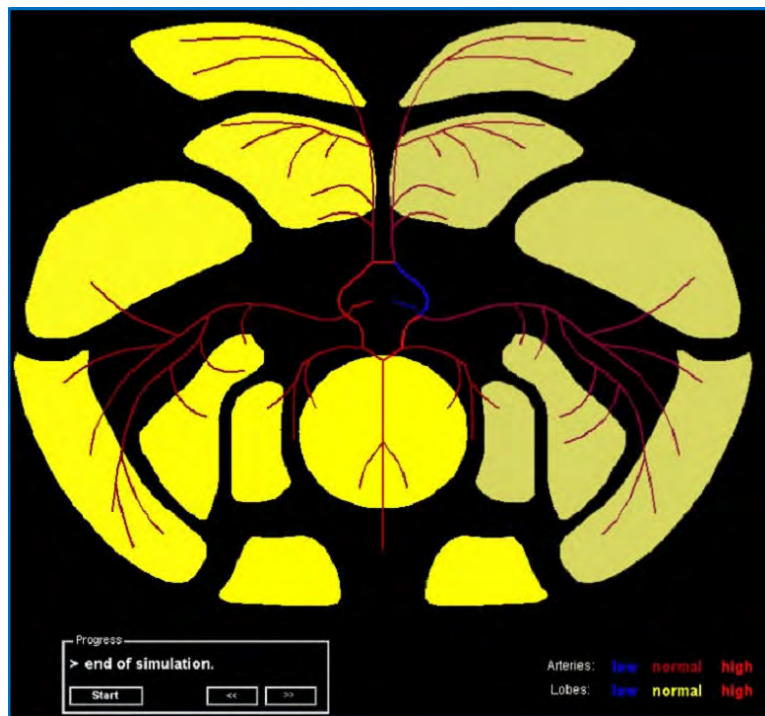 Progress
> end of simulation.
Start << >>
Arteries: low normal high
Lobes: low normal high